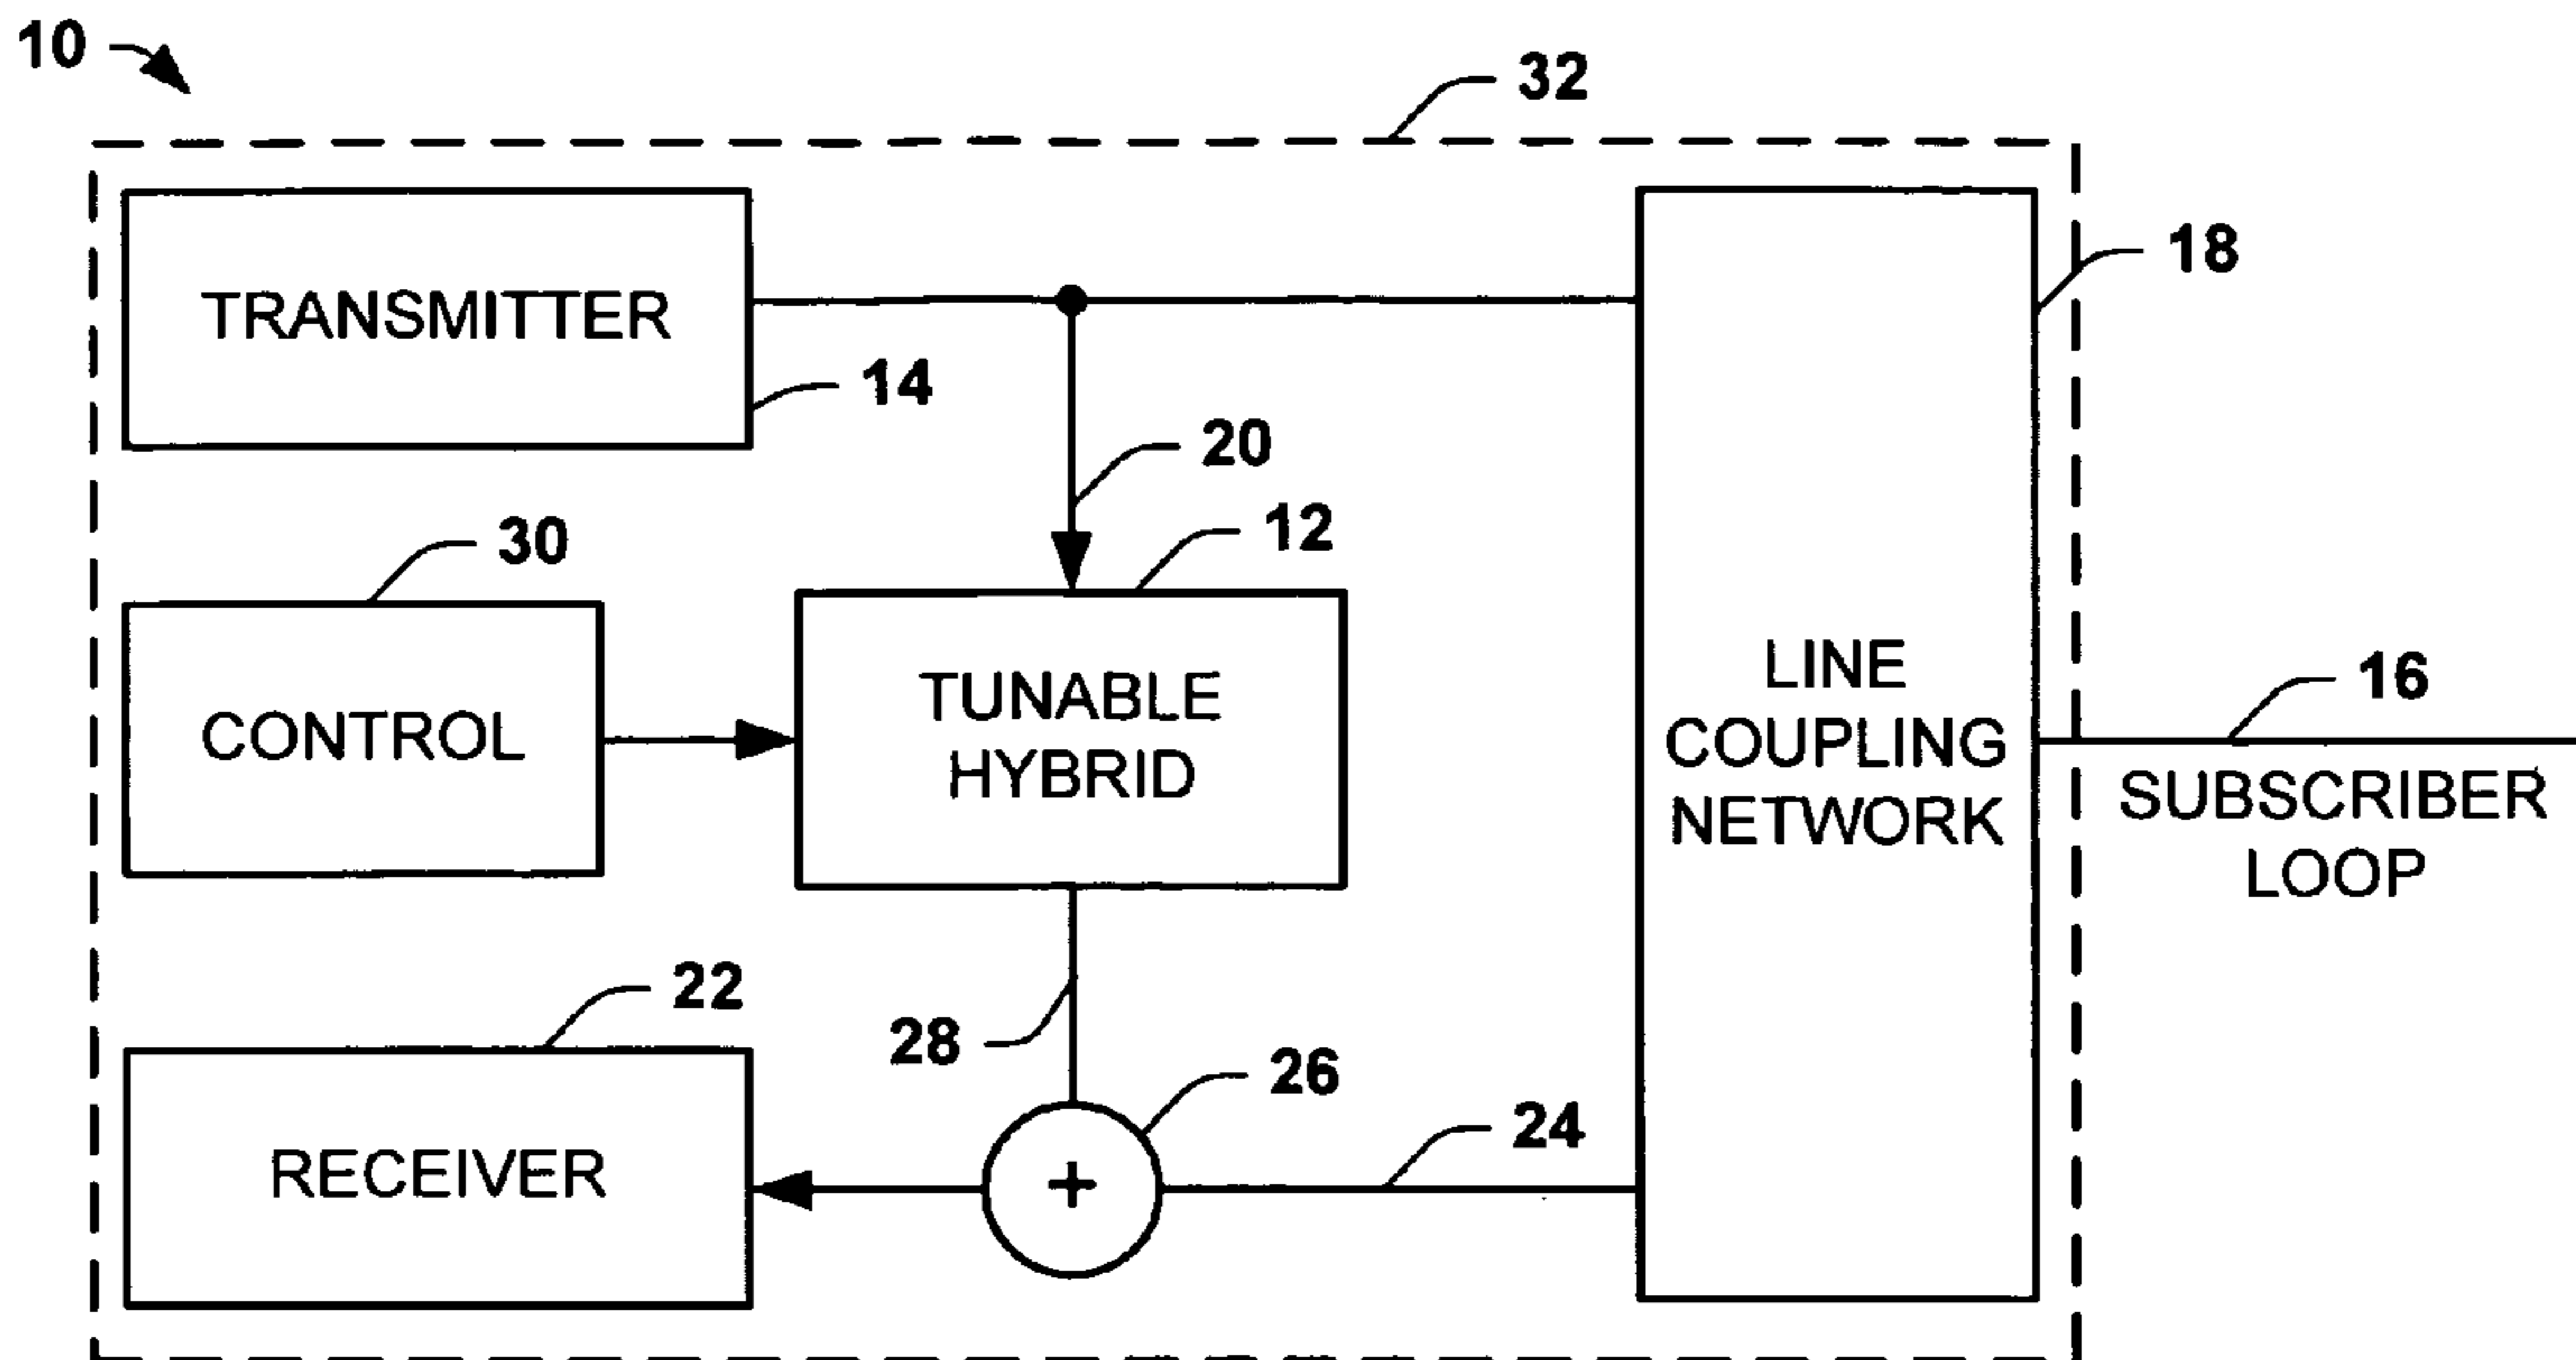 10
32
18
TRANSMITTER
14
20
12
30
CONTROL
TUNABLE
HYBRID
LINE
COUPLING
NETWORK
16
SUBSCRIBER
LOOP
22
28
26
24
RECEIVER
+